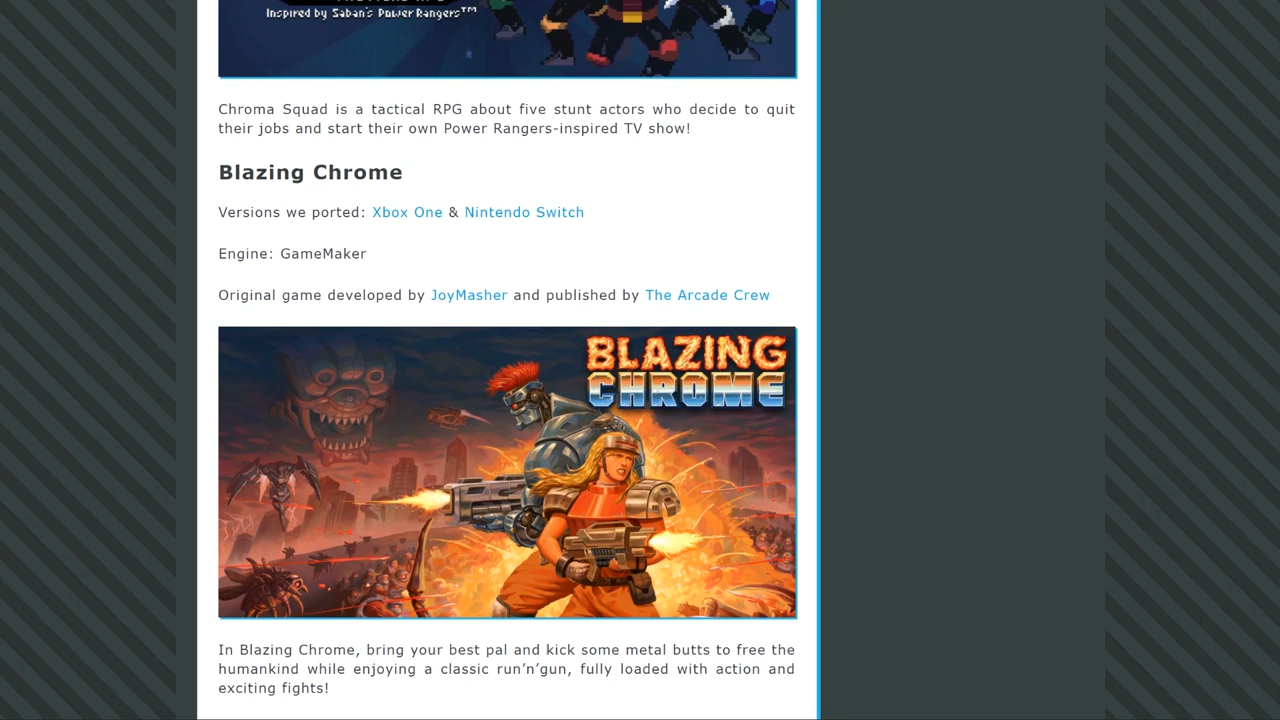 Inspired by Saban's Power Rangers™
Chroma Squad is a tactical RPG about five stunt actors who decide to quit
their jobs and start their own Power Rangers-inspired TV show!
Blazing Chrome
Versions we ported: Xbox One & Nintendo Switch
Engine: GameMaker
Original game developed by JoyMasher and published by The Arcade Crew
BLAZING
CHROME
In Blazing Chrome, bring your best pal and kick some metal butts to free the
humankind while enjoying a classic run’n’gun, fully loaded with action and
exciting fights!